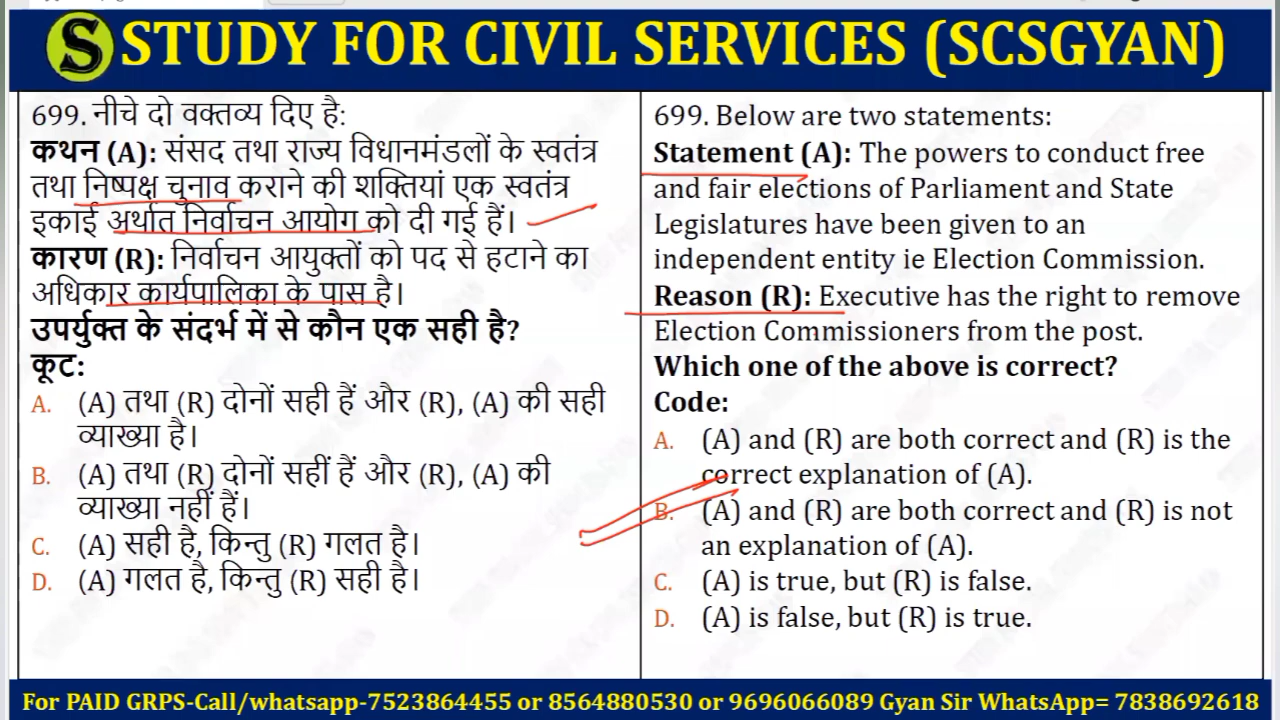 S STUDY FOR CIVIL SERVICES (SCSGYAN)
699. नीचे दो वक्तव्य दिए है:
कथन (A): संसद तथा राज्य विधानमंडलों के स्वतंत्र
तथा निष्पक्ष चुनाव कराने की शक्तियां एक स्वतंत्र
इकाई अर्थात निर्वाचन आयोग को दी गई हैं।
कारण (R): निर्वाचन आयुक्तों को पद से हटाने का
अधिकार कार्यपालिका के पास है।
उपर्युक्त के संदर्भ में से कौन एक सही है?
कूट:
A. (A) तथा (R) दोनों सही हैं और (R), (A) की सही
व्याख्या है।
B. (A) तथा (R) दोनों सहीं हैं और (R), (A) की
व्याख्या नहीं हैं।
C. (A) सही है, किन्तु (R) गलत है।
D. (A) गलत है, किन्तु (R) सही है।
699. Below are two statements:
Statement (A): The powers to conduct free
and fair elections of Parliament and State
Legislatures have been given to an
independent entity ie Election Commission.
Reason (R): Executive has the right to remove
Election Commissioners from the post.
Which one of the above is correct?
Code:
A. (A) and (R) are both correct and (R) is the
correct explanation of (A).
B. (A) and (R) are both correct and (R) is not
an explanation of (A).
C. (A) is true, but (R) is false.
D. (A) is false, but (R) is true.
For PAID GRPS-Call/whatsapp-7523864455 or 8564880530 or 9696066089 Gyan Sir WhatsApp= 7838692618